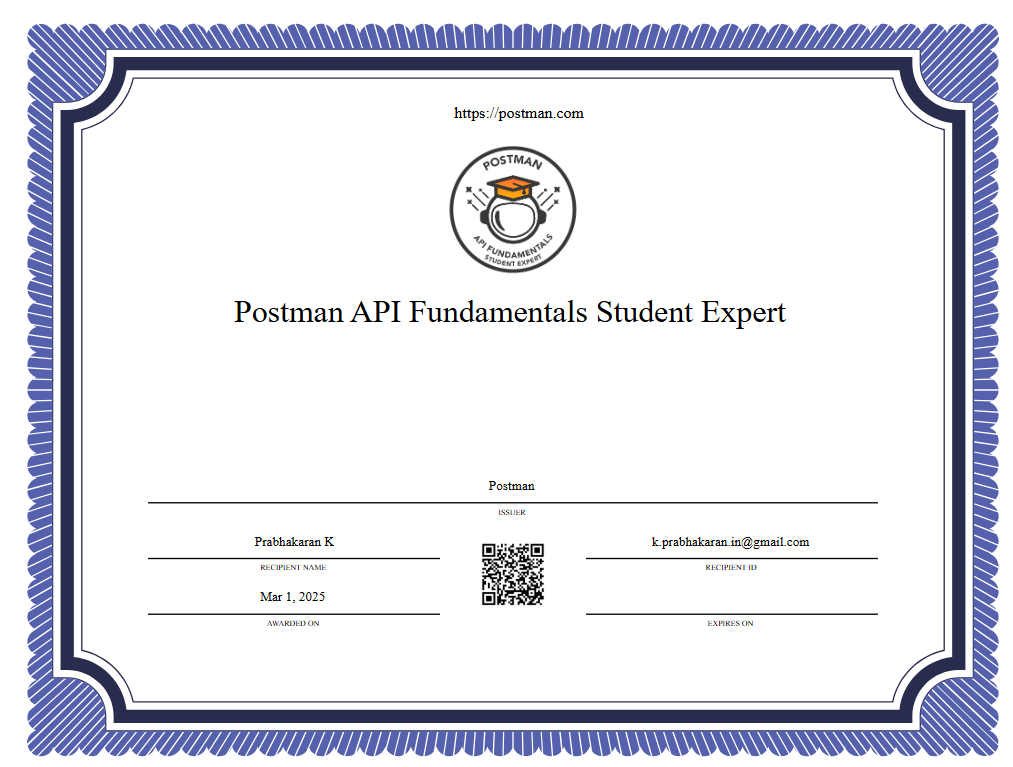 https://postman.com
POSTMAN
API FUNDAMENTALS
STUDENT EXPERT
Postman API Fundamentals Student Expert
Postman
ISSUER
Prabhakaran K
RECIPIENT NAME
k.prabhakaran.in@gmail.com
RECIPIENT ID
Mar 1, 2025
AWARDED ON
EXPIRES ON